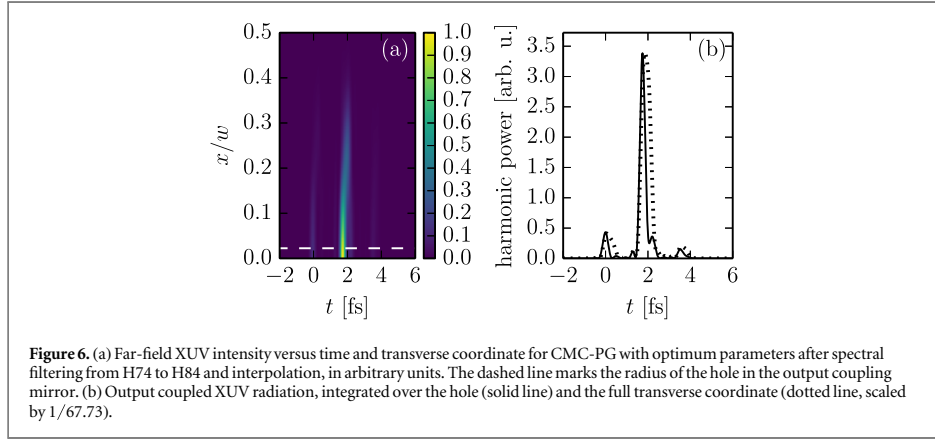 0.5
0.4
0.3
0.2
0.1
0.0
x/w
(a)
−2 0 2 4 6
t [fs]
1.0
0.9
0.8
0.7
0.6
0.5
0.4
0.3
0.2
0.1
0.0
harmonic power [arb. u.]
3.5
3.0
2.5
2.0
1.5
1.0
0.5
0.0
(b)
−2 0 2 4 6
t [fs]
Figure 6. (a) Far-field XUV intensity versus time and transverse coordinate for CMC-PG with optimum parameters after spectral
filtering from H74 to H84 and interpolation, in arbitrary units. The dashed line marks the radius of the hole in the output coupling
mirror. (b) Output coupled XUV radiation, integrated over the hole (solid line) and the full transverse coordinate (dotted line, scaled
by 1/67.73).